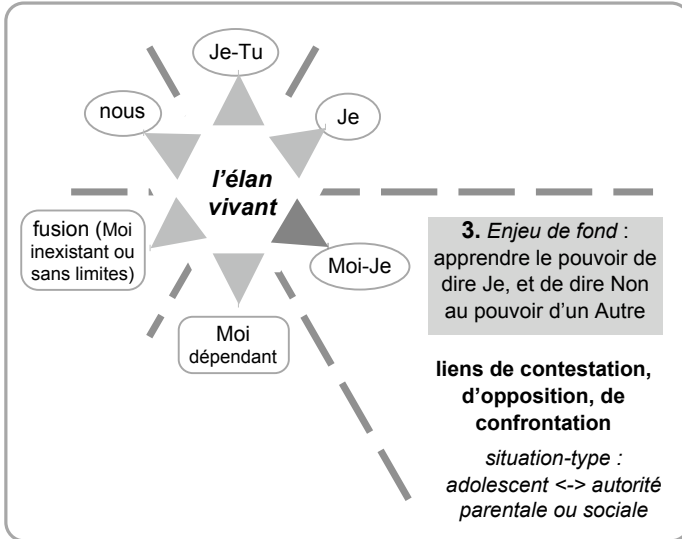 Je-Tu
nous
Je
l'élan
vivant
fusion (Moi
inexistant ou
sans limites)
Moi-Je
Moi
dépendant
3. Enjeu de fond :
apprendre le pouvoir de
dire Je, et de dire Non
au pouvoir d'un Autre
liens de contestation,
d'opposition, de
confrontation
situation-type :
adolescent <-> autorité
parentale ou sociale